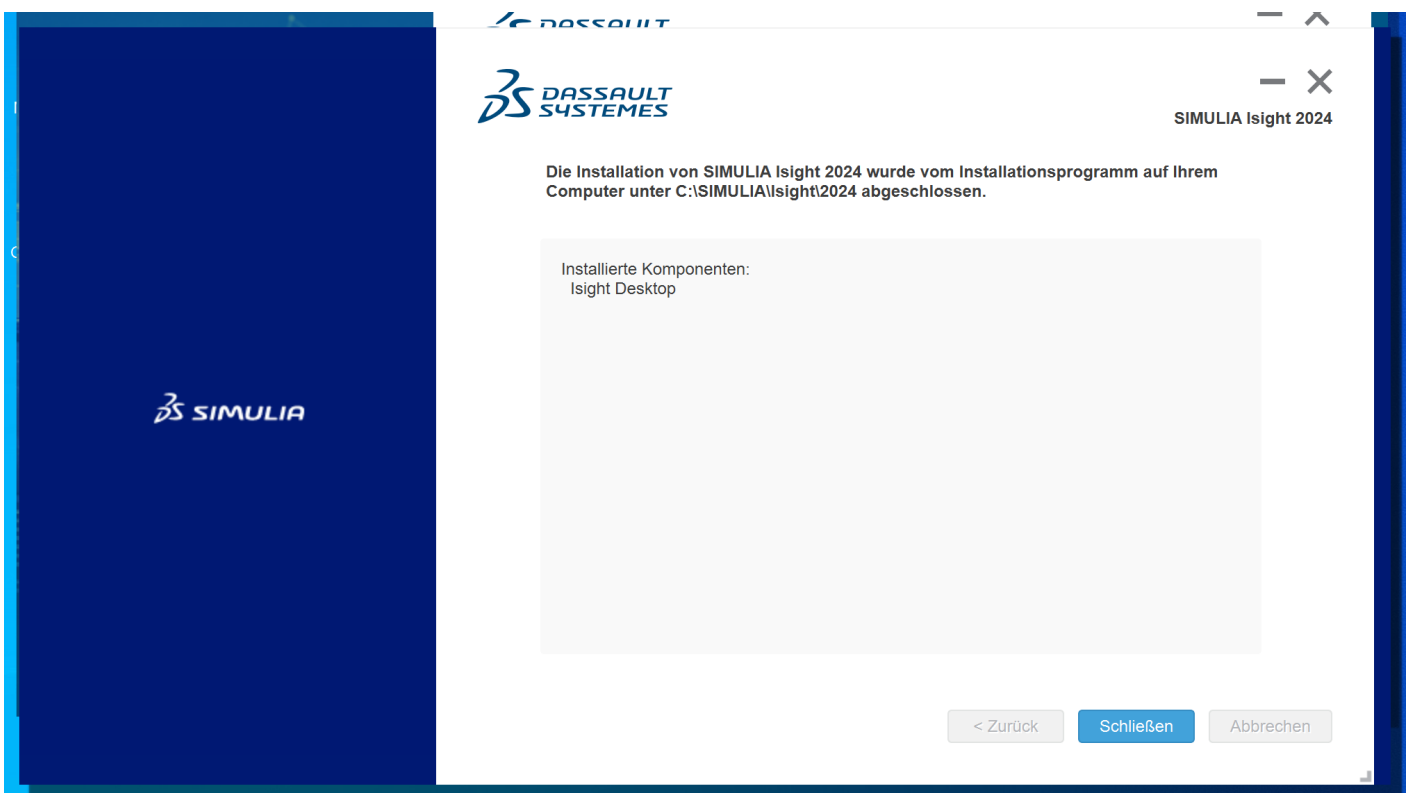 DASSAULT
DASSAULT
SYSTEMES
SIMULIA Isight 2024
Die Installation von SIMULIA Isight 2024 wurde vom Installationsprogramm auf Ihrem
Computer unter C:\SIMULIA\Isight\2024 abgeschlossen.
Installierte Komponenten:
Isight Desktop
SIMULIA
< Zurück
Schließen
Abbrechen